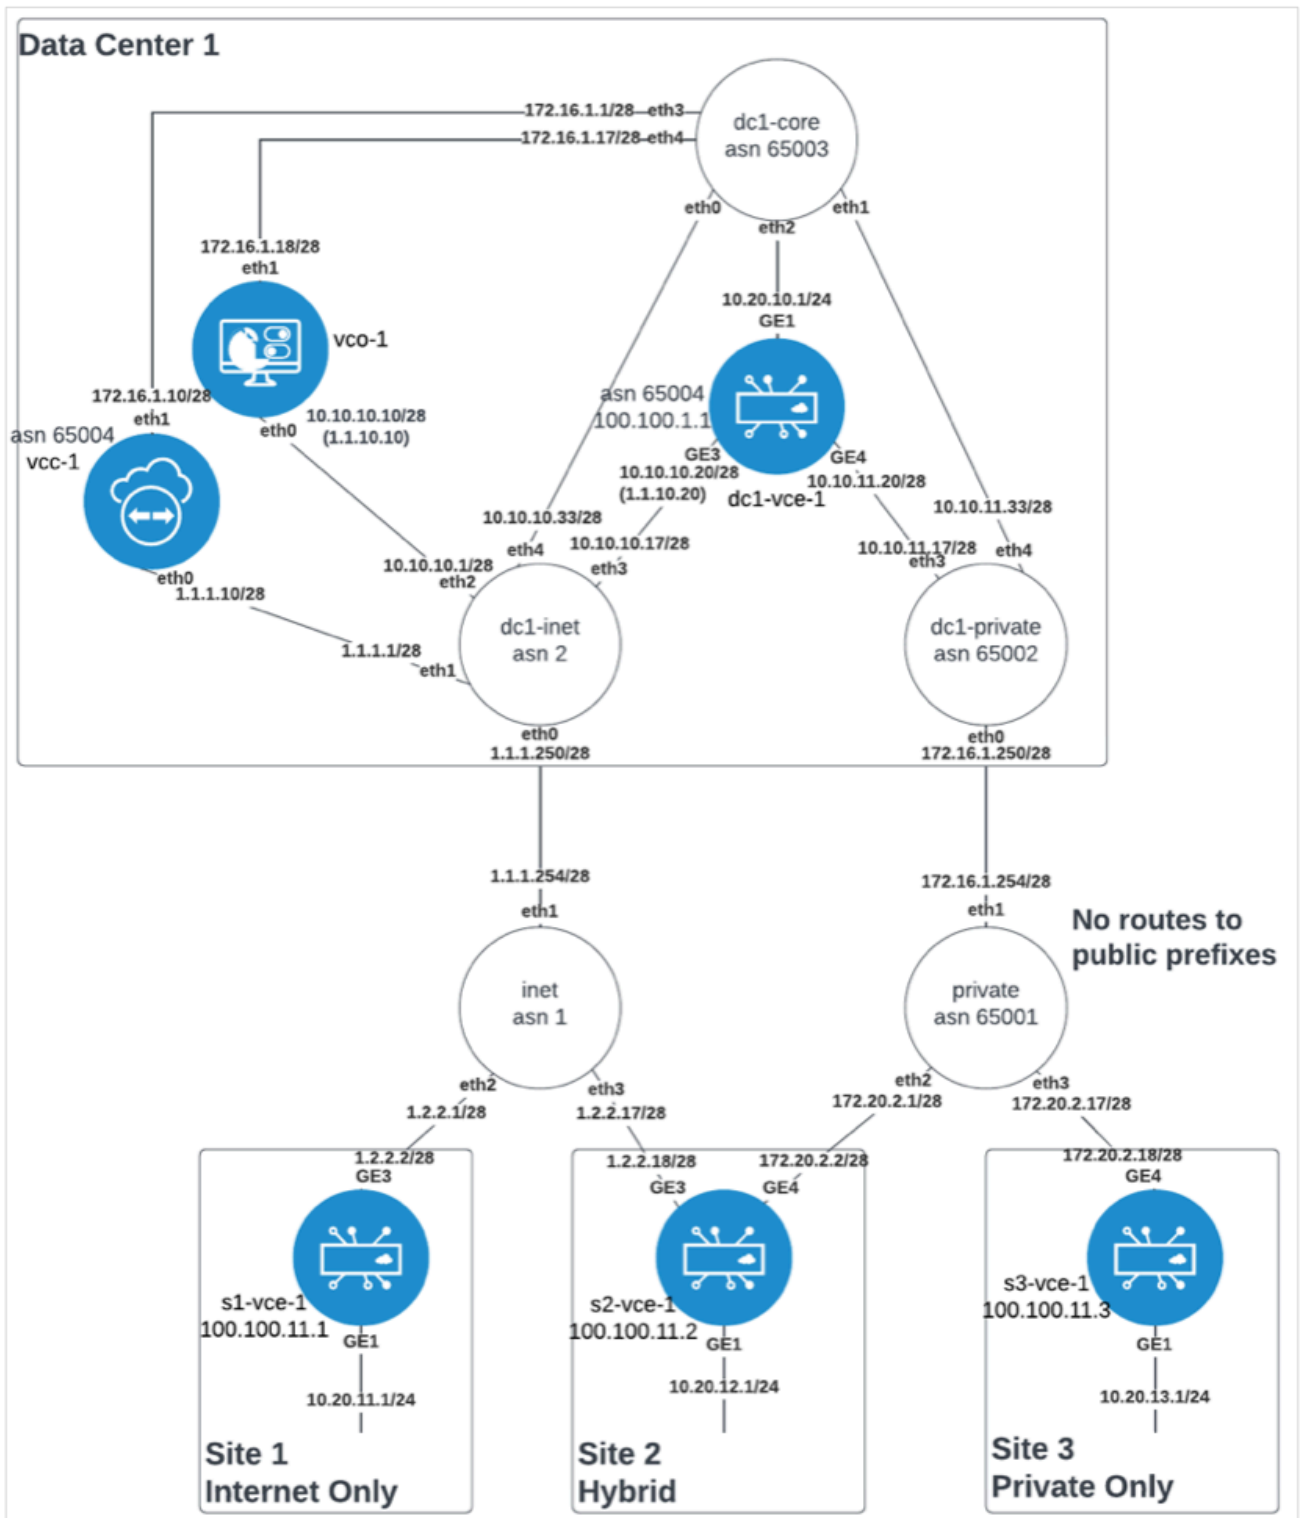 Data Center 1
172.16.1.1/28
eth3
172.16.1.17/28
eth4
dc1-core
asn 65003
eth0
eth2
eth1
172.16.1.18/28
eth1
vco-1
10.10.10.10/28
(1.1.10.10)
eth0
172.16.1.10/28
eth1
asn 65004
vcc-1
eth0
1.1.1.10/28
10.20.10.1/24
GE1
asn 65004
100.100.1.1
GE3
10.10.10.20/28
(1.1.10.20)
dc1-vce-1
GE4
10.10.11.20/28
10.10.10.33/28
eth4
10.10.10.17/28
eth3
10.10.10.1/28
eth2
1.1.1.1/28
eth1
dc1-inet
asn 2
eth0
1.1.1.250/28
10.10.11.33/28
eth4
10.10.11.17/28
eth3
dc1-private
asn 65002
eth0
172.16.1.250/28
1.1.1.254/28
eth1
inet
asn 1
eth2
1.2.2.1/28
eth3
1.2.2.17/28
172.16.1.254/28
eth1
No routes to
public prefixes
private
asn 65001
eth2
172.20.2.1/28
eth3
172.20.2.17/28
1.2.2.2/28
GE3
s1-vce-1
100.100.11.1
GE1
10.20.11.1/24
Site 1
Internet Only
1.2.2.18/28
GE3
172.20.2.2/28
GE4
s2-vce-1
100.100.11.2
GE1
10.20.12.1/24
Site 2
Hybrid
172.20.2.18/28
GE4
s3-vce-1
100.100.11.3
GE1
10.20.13.1/24
Site 3
Private Only